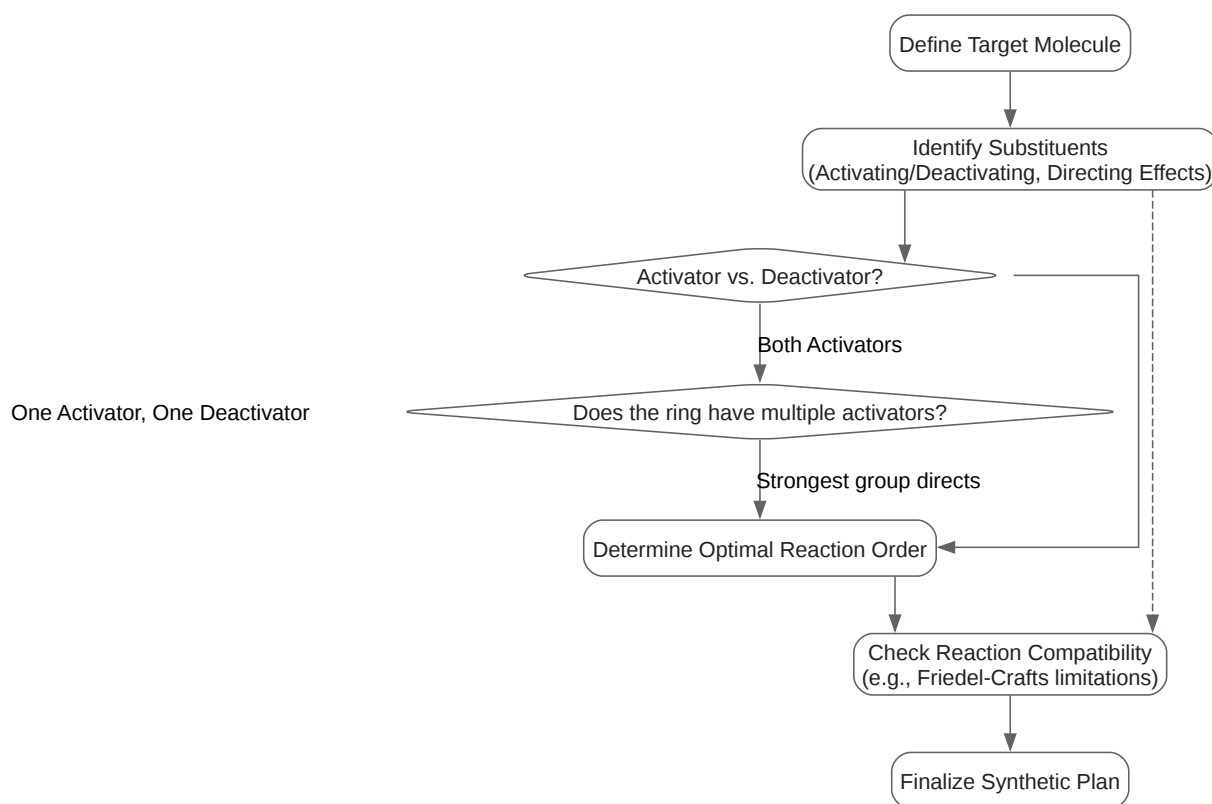 Define Target Molecule
Identify Substituents
(Activating/Deactivating, Directing Effects)
Activator vs. Deactivator?
Both Activators
One Activator, One Deactivator
Does the ring have multiple activators?
Strongest group directs
Determine Optimal Reaction Order
Check Reaction Compatibility
(e.g., Friedel-Crafts limitations)
Finalize Synthetic Plan